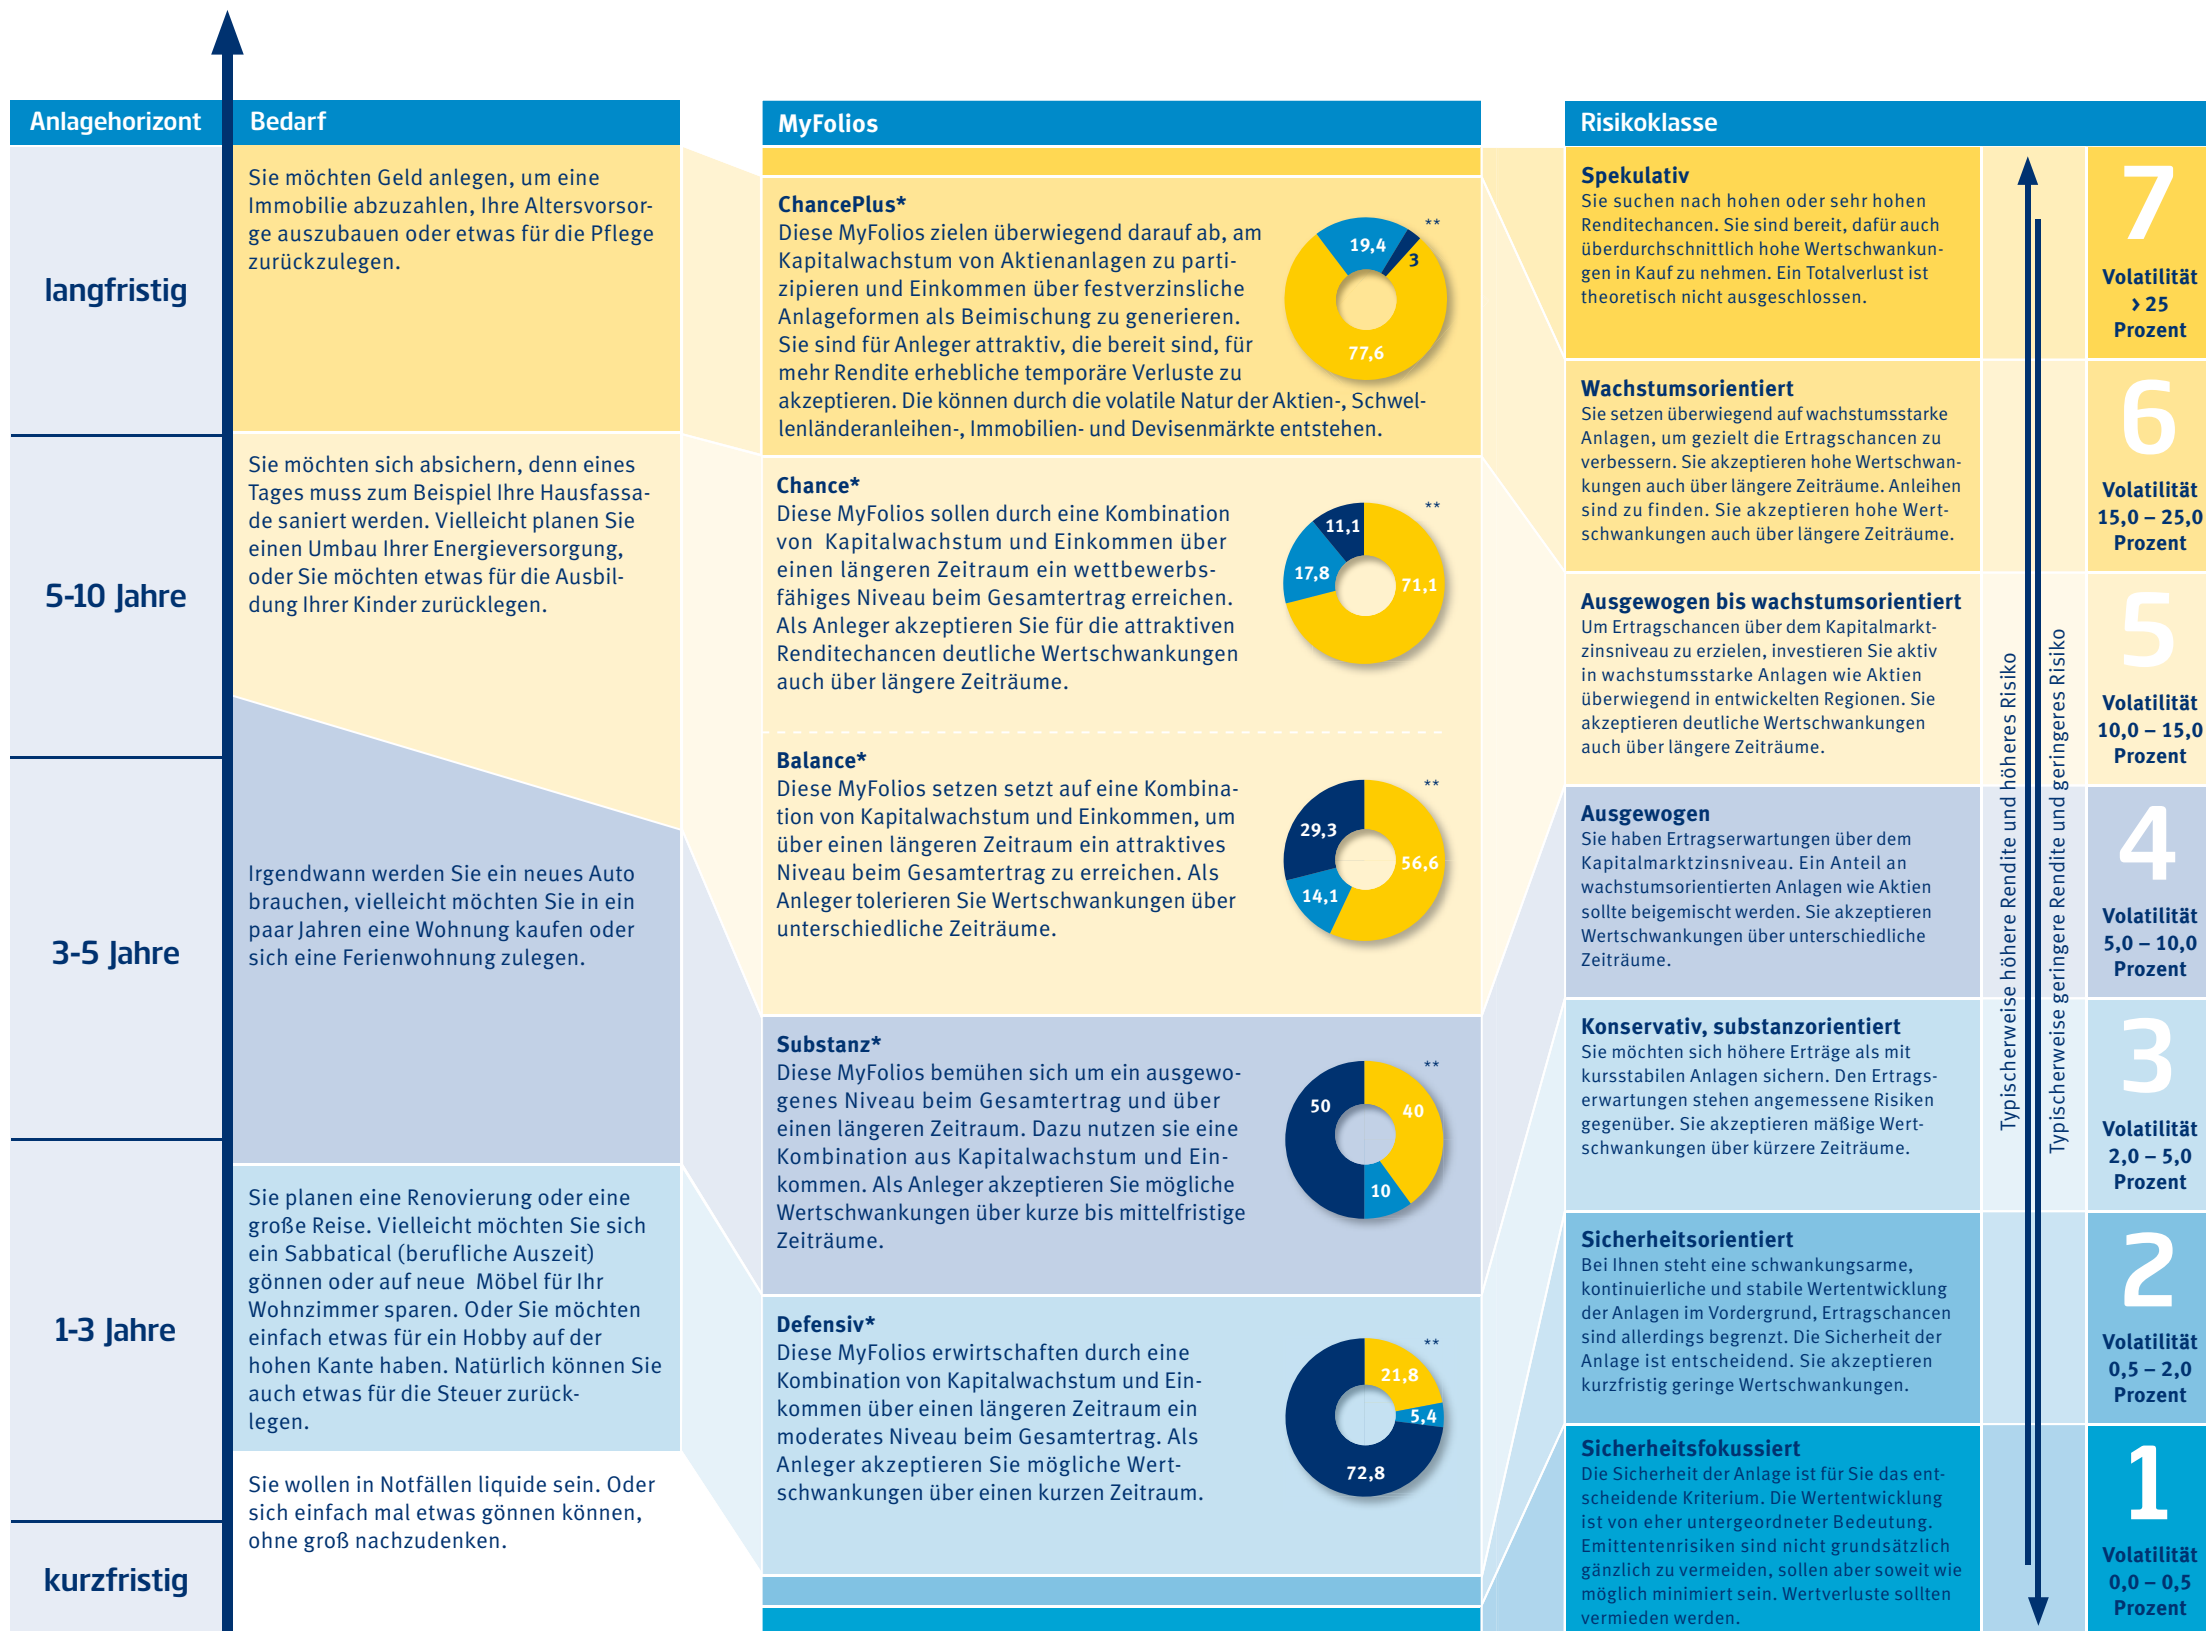 Anlagehorizont
Bedarf
langfristig
Sie möchten Geld anlegen, um eine
Immobilie abzuzahlen, Ihre Altersvorsor-
ge auszubauen oder etwas für die Pflege
zurückzulegen.
5-10 Jahre
Sie möchten sich absichern, denn eines
Tages muss zum Beispiel Ihre Hausfassa-
de saniert werden. Vielleicht planen Sie
einen Umbau Ihrer Energieversorgung,
oder Sie möchten etwas für die Ausbil-
dung Ihrer Kinder zurücklegen.
3-5 Jahre
Irgendwann werden Sie ein neues Auto
brauchen, vielleicht möchten Sie in ein
paar Jahren eine Wohnung kaufen oder
sich eine Ferienwohnung zulegen.
1-3 Jahre
Sie planen eine Renovierung oder eine
große Reise. Vielleicht möchten Sie sich
ein Sabbatical (berufliche Auszeit)
gönnen oder auf neue Möbel für Ihr
Wohnzimmer sparen. Oder Sie möchten
einfach etwas für ein Hobby auf der
hohen Kante haben. Natürlich können Sie
auch etwas für die Steuer zurück-
legen.
kurzfristig
Sie wollen in Notfällen liquide sein. Oder
sich einfach mal etwas gönnen können,
ohne groß nachzudenken.
MyFolios
ChancePlus*
Diese MyFolios zielen überwiegend darauf ab, am
Kapitalwachstum von Aktienanlagen zu parti-
zipieren und Einkommen über festverzinsliche
Anlageformen als Beimischung zu generieren.
Sie sind für Anleger attraktiv, die bereit sind, für
mehr Rendite erhebliche temporäre Verluste zu
akzeptieren. Die können durch die volatile Natur der Aktien-, Schwel-
lenländeranleihen-, Immobilien- und Devisenmärkte entstehen.
**
19,4
3
77,6
Chance*
Diese MyFolios sollen durch eine Kombination
von Kapitalwachstum und Einkommen über
einen längeren Zeitraum ein wettbewerbs-
fähiges Niveau beim Gesamtertrag erreichen.
Als Anleger akzeptieren Sie für die attraktiven
Renditechancen deutliche Wertschwankungen
auch über längere Zeiträume.
**
11,1
17,8
71,1
Balance*
Diese MyFolios setzen setzt auf eine Kombina-
tion von Kapitalwachstum und Einkommen, um
über einen längeren Zeitraum ein attraktives
Niveau beim Gesamtertrag zu erreichen. Als
Anleger tolerieren Sie Wertschwankungen über
unterschiedliche Zeiträume.
**
29,3
56,6
14,1
Substanz*
Diese MyFolios bemühen sich um ein ausgewo-
genes Niveau beim Gesamtertrag und über
einen längeren Zeitraum. Dazu nutzen sie eine
Kombination aus Kapitalwachstum und Ein-
kommen. Als Anleger akzeptieren Sie mögliche
Wertschwankungen über kurze bis mittelfristige
Zeiträume.
**
50
40
10
Defensiv*
Diese MyFolios erwirtschaften durch eine
Kombination von Kapitalwachstum und Ein-
kommen über einen längeren Zeitraum ein
moderates Niveau beim Gesamtertrag. Als
Anleger akzeptieren Sie mögliche Wert-
schwankungen über einen kurzen Zeitraum.
**
21,8
5,4
72,8
Risikoklasse
Spekulativ
Sie suchen nach hohen oder sehr hohen
Renditechancen. Sie sind bereit, dafür auch
überdurchschnittlich hohe Wertschwankun-
gen in Kauf zu nehmen. Ein Totalverlust ist
theoretisch nicht ausgeschlossen.
7
Volatilität
> 25
Prozent
Wachstumsorientiert
Sie setzen überwiegend auf wachstumsstarke
Anlagen, um gezielt die Ertragschancen zu
verbessern. Sie akzeptieren hohe Wertschwan-
kungen auch über längere Zeiträume. Anleihen
sind zu finden. Sie akzeptieren hohe Wert-
schwankungen auch über längere Zeiträume.
6
Volatilität
15,0 – 25,0
Prozent
Ausgewogen bis wachstumsorientiert
Um Ertragschancen über dem Kapitalmarkt-
zinsniveau zu erzielen, investieren Sie aktiv
in wachstumsstarke Anlagen wie Aktien
überwiegend in entwickelten Regionen. Sie
akzeptieren deutliche Wertschwankungen
auch über längere Zeiträume.
5
Volatilität
10,0 – 15,0
Prozent
Ausgewogen
Sie haben Ertragserwartungen über dem
Kapitalmarktzinsniveau. Ein Anteil an
wachstumsorientierten Anlagen wie Aktien
sollte beigemischt werden. Sie akzeptieren
Wertschwankungen über unterschiedliche
Zeiträume.
4
Volatilität
5,0 – 10,0
Prozent
Konservativ, substanzorientiert
Sie möchten sich höhere Erträge als mit
kursstabilen Anlagen sichern. Den Ertrags-
erwartungen stehen angemessene Risiken
gegenüber. Sie akzeptieren mäßige Wert-
schwankungen über kürzere Zeiträume.
3
Volatilität
2,0 – 5,0
Prozent
Sicherheitsorientiert
Bei Ihnen steht eine schwankungsarme,
kontinuierliche und stabile Wertentwicklung
der Anlagen im Vordergrund, Ertragschancen
sind allerdings begrenzt. Die Sicherheit der
Anlage ist entscheidend. Sie akzeptieren
kurzfristig geringe Wertschwankungen.
2
Volatilität
0,5 – 2,0
Prozent
Sicherheitsfokussiert
Die Sicherheit der Anlage ist für Sie das ent-
scheidende Kriterium. Die Wertentwicklung
ist von eher untergeordneter Bedeutung.
Emittentenrisiken sind nicht grundsätzlich
gänzlich zu vermeiden, sollen aber soweit wie
möglich minimiert sein. Wertverluste sollten
vermieden werden.
1
Volatilität
0,0 – 0,5
Prozent
Typischerweise höhere Rendite und höheres Risiko
Typischerweise geringere Rendite und geringeres Risiko